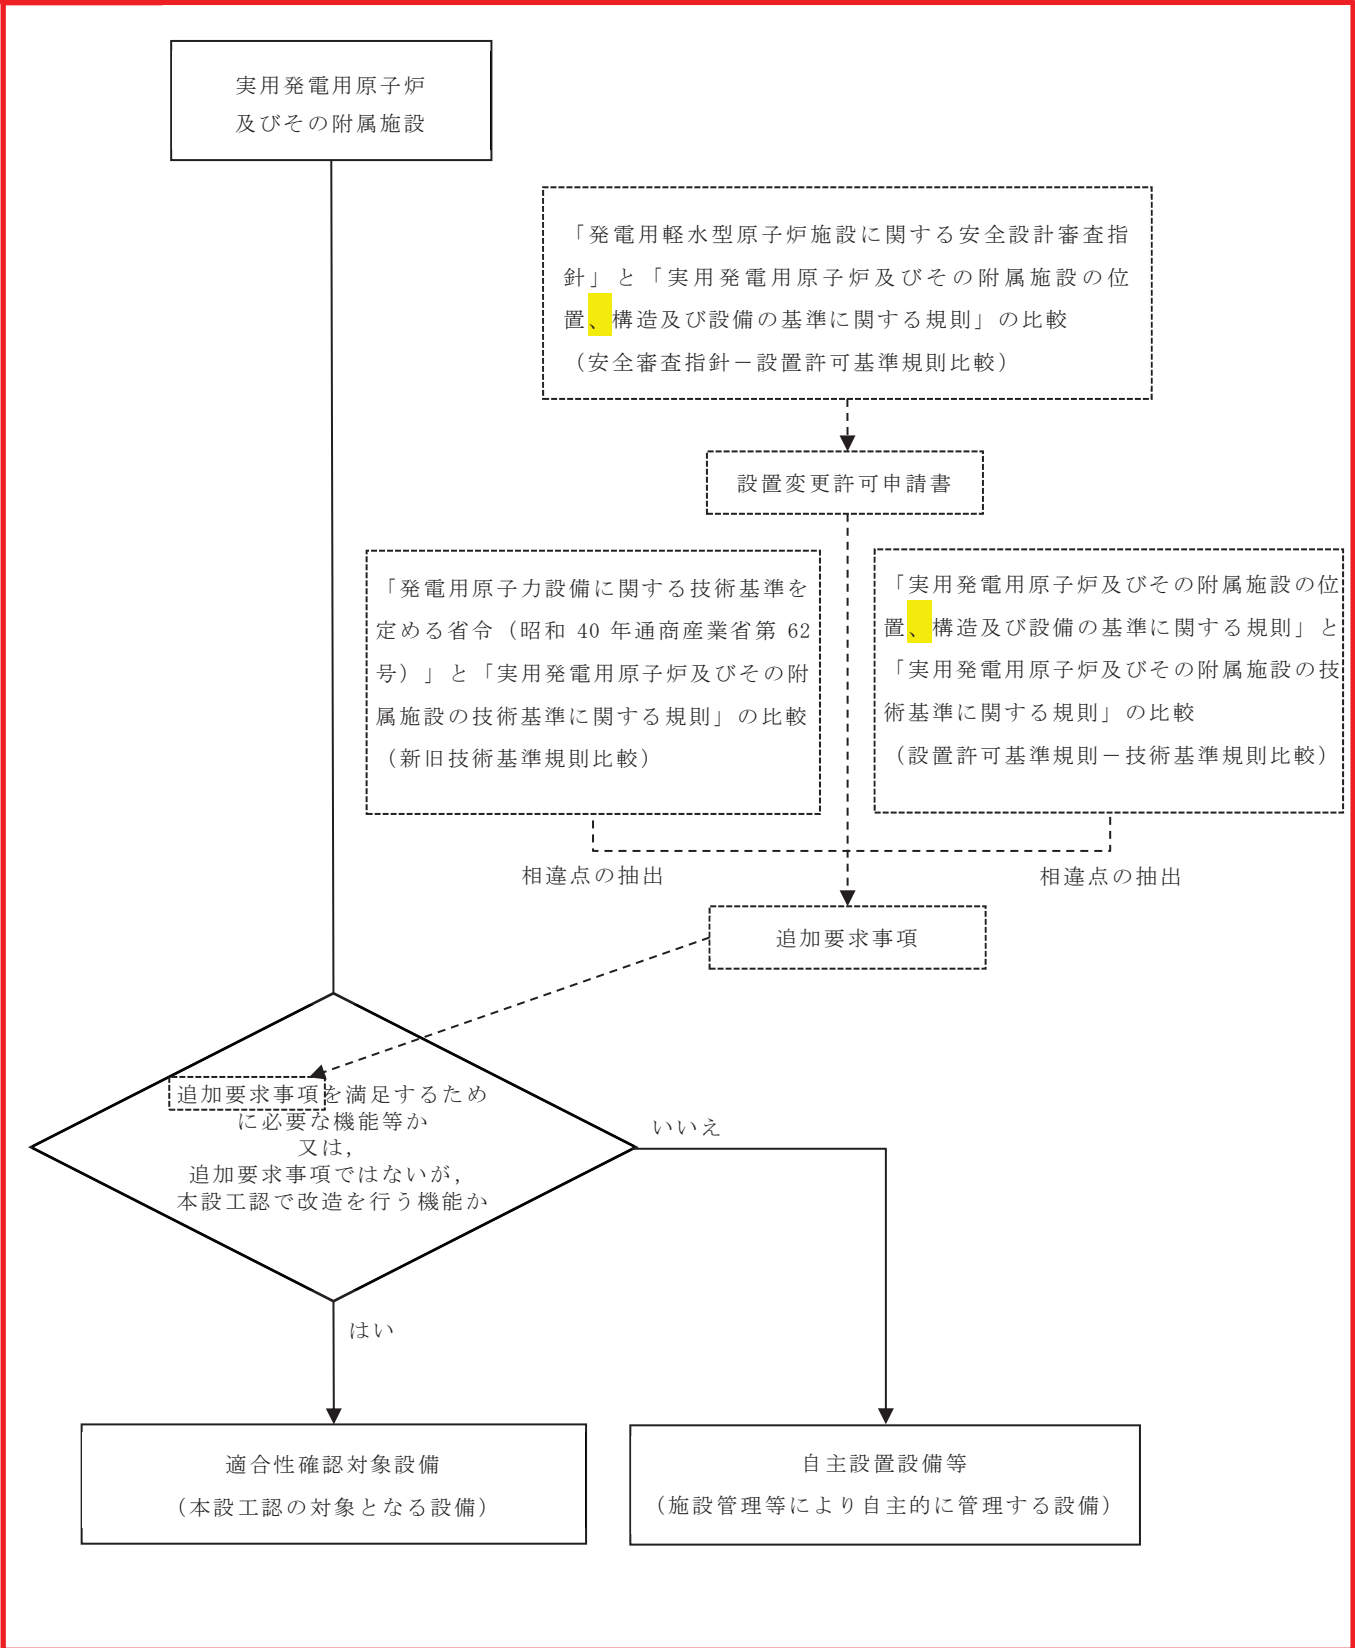 実用発電用原子炉
及びその附属施設
「発電用軽水型原子炉施設に関する安全設計審査指
針」と「実用発電用原子炉及びその附属施設の位
置、構造及び設備の基準に関する規則」の比較
（安全審査指針－設置許可基準規則比較）
設置変更許可申請書
「発電用原子力設備に関する技術基準を
定める省令（昭和 40 年通商産業省第 62
号）」と「実用発電用原子炉及びその附
属施設の技術基準に関する規則」の比較
（新旧技術基準規則比較）
「実用発電用原子炉及びその附属施設の位
置、構造及び設備の基準に関する規則」と
「実用発電用原子炉及びその附属施設の技
術基準に関する規則」の比較
（設置許可基準規則－技術基準規則比較）
相違点の抽出
相違点の抽出
追加要求事項
追加要求事項を満足するため
に必要な機能等か
又は，
追加要求事項ではないが，
本設工認で改造を行う機能か
いいえ
はい
適合性確認対象設備
（本設工認の対象となる設備）
自主設置設備等
（施設管理等により自主的に管理する設備）